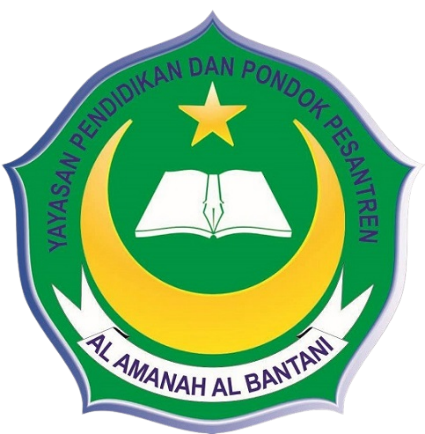 YAYASAN PENDIDIKAN DAN PONDOK PESANTREN
AL AMANAH AL BANTANI